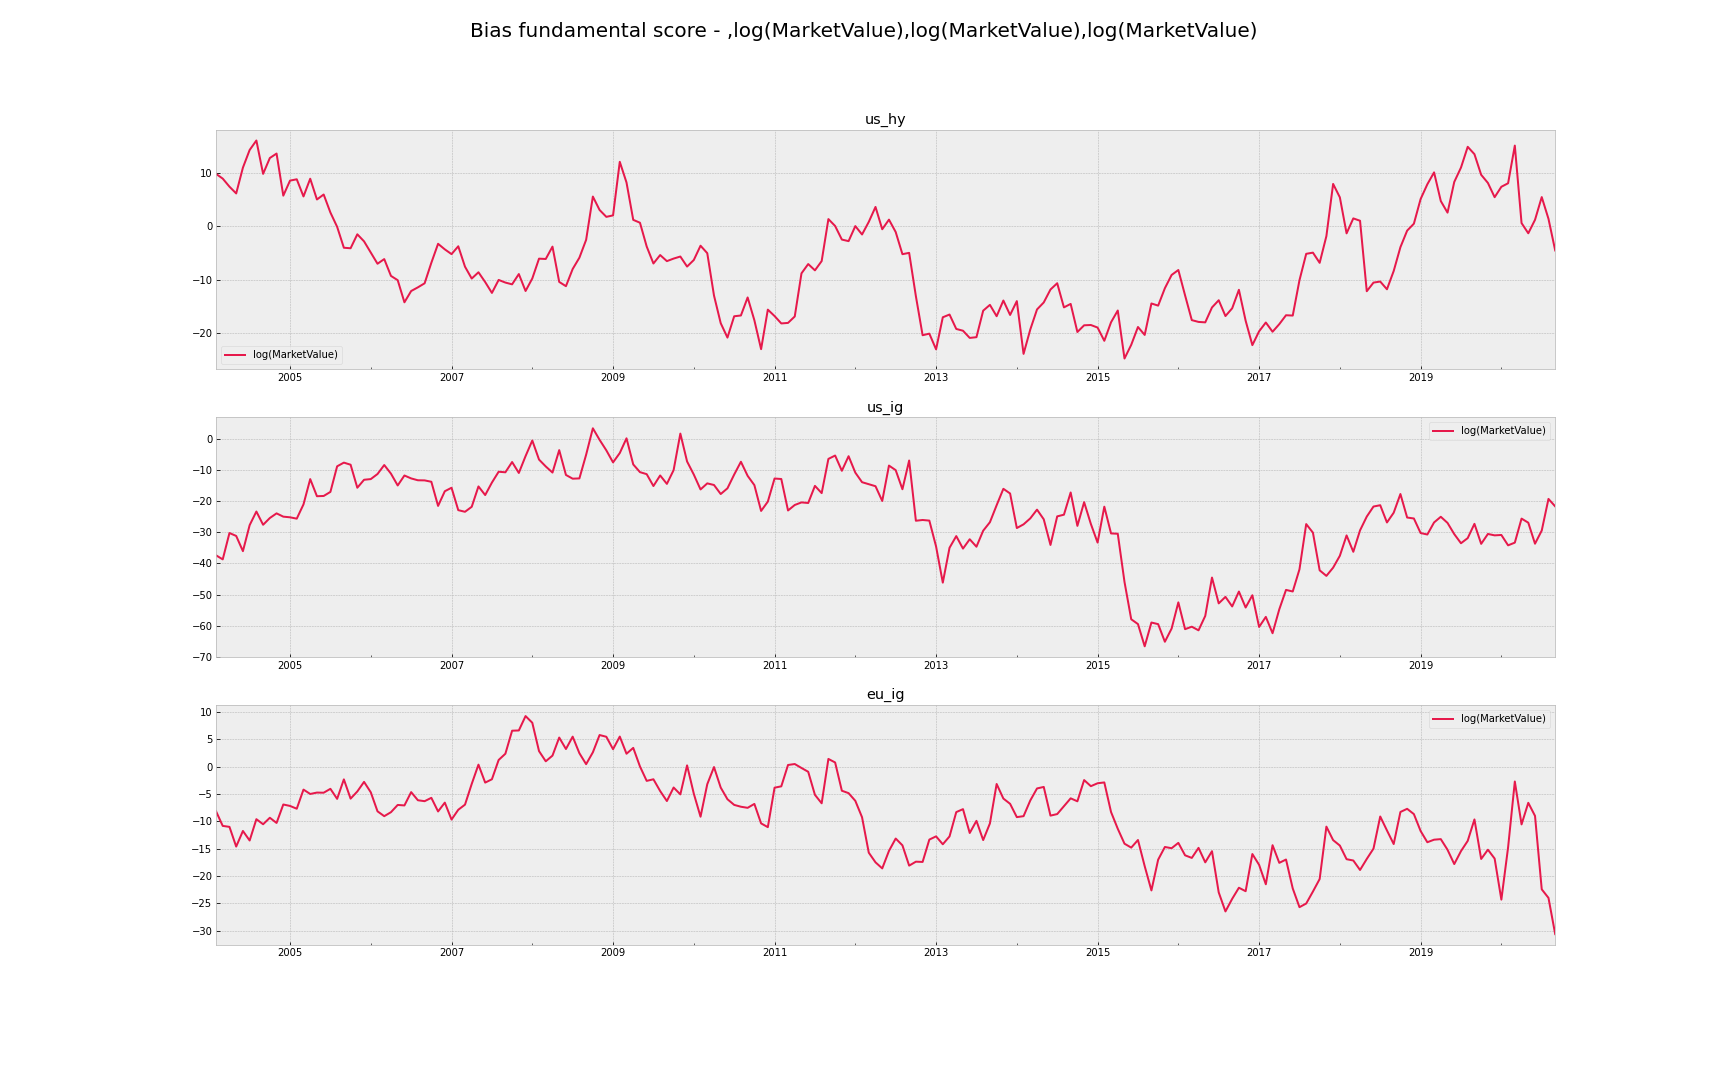 Bias fundamental score - ,log(MarketValue),log(MarketValue),log(MarketValue)
us_hy
10
0
−10
−20
log(MarketValue)
2005 2007 2009 2011 2013 2015 2017 2019
us_ig
0
−10
−20
−30
−40
−50
−60
−70
log(MarketValue)
2005 2007 2009 2011 2013 2015 2017 2019
eu_ig
10
5
0
−5
−10
−15
−20
−25
−30
log(MarketValue)
2005 2007 2009 2011 2013 2015 2017 2019